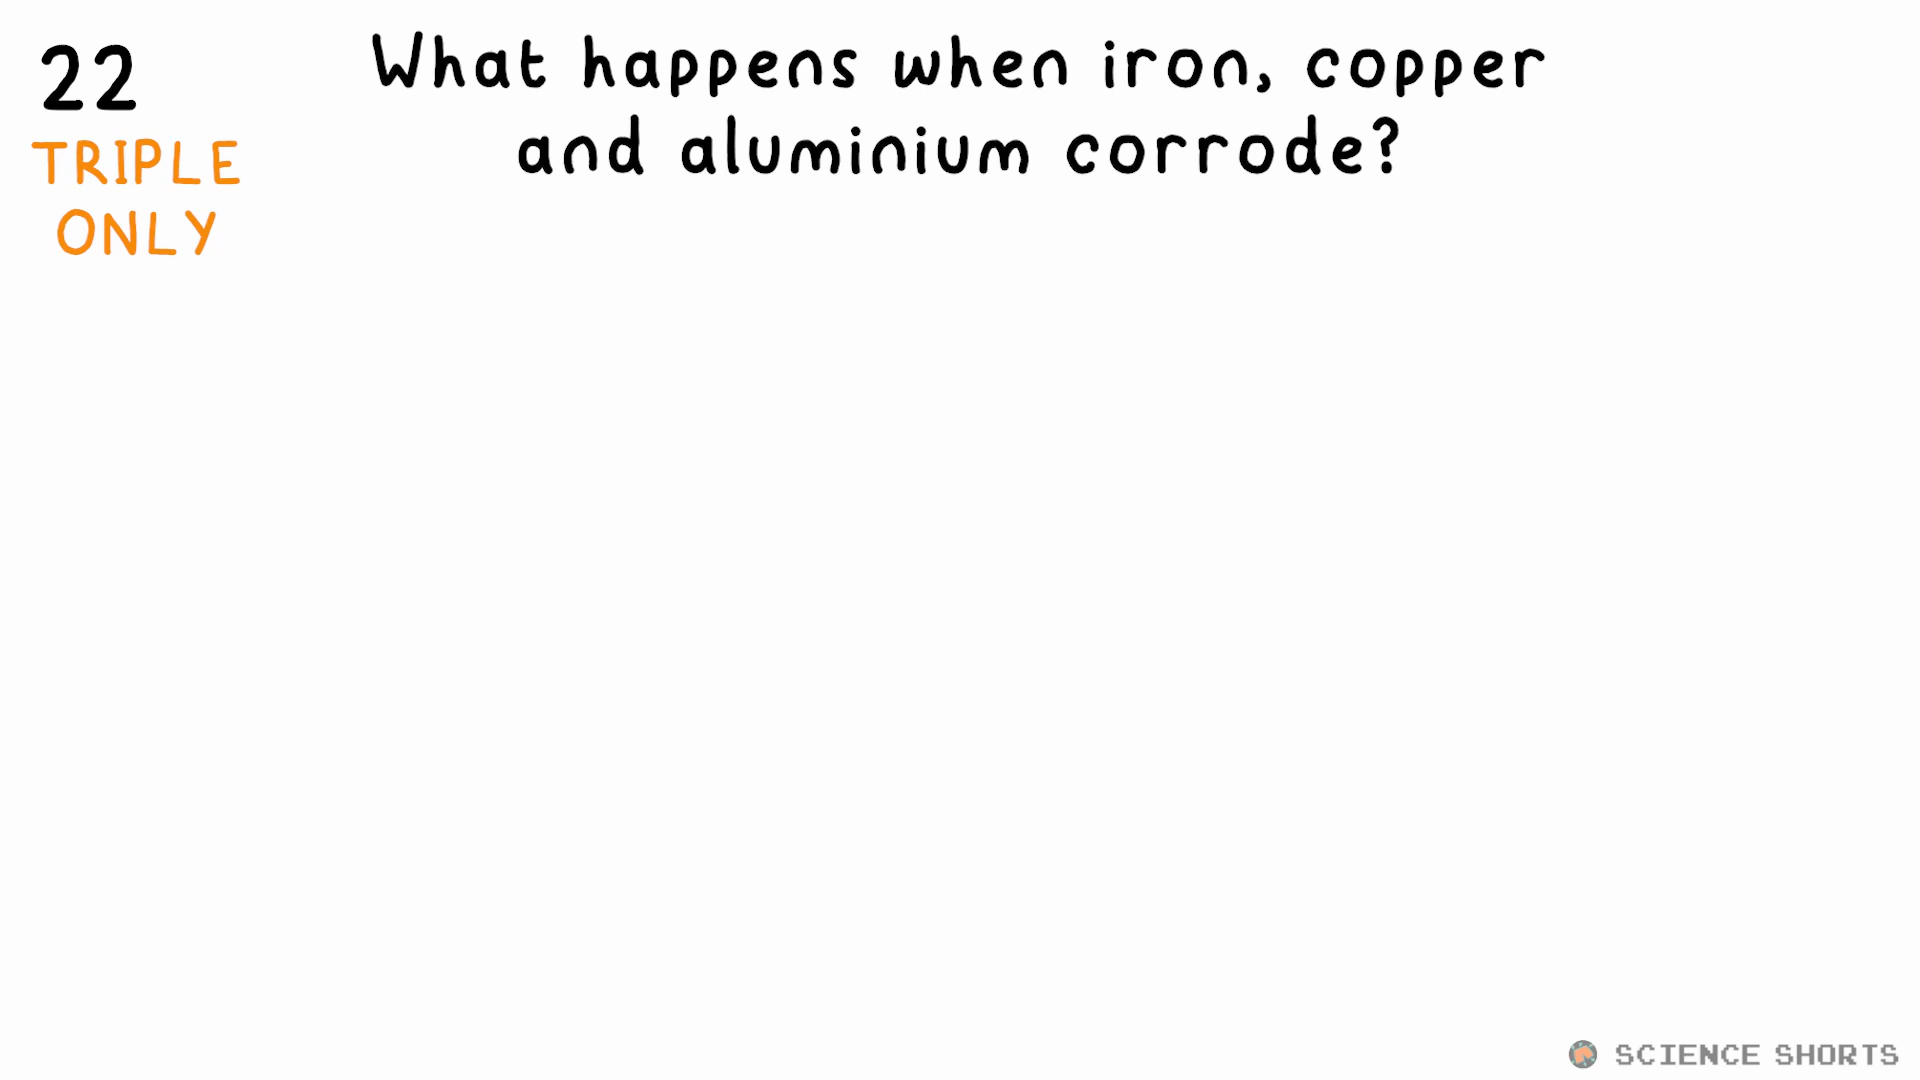 22
TRIPLE
ONLY
What happens when iron, copper
and aluminium corrode?
SCIENCE SHORTS